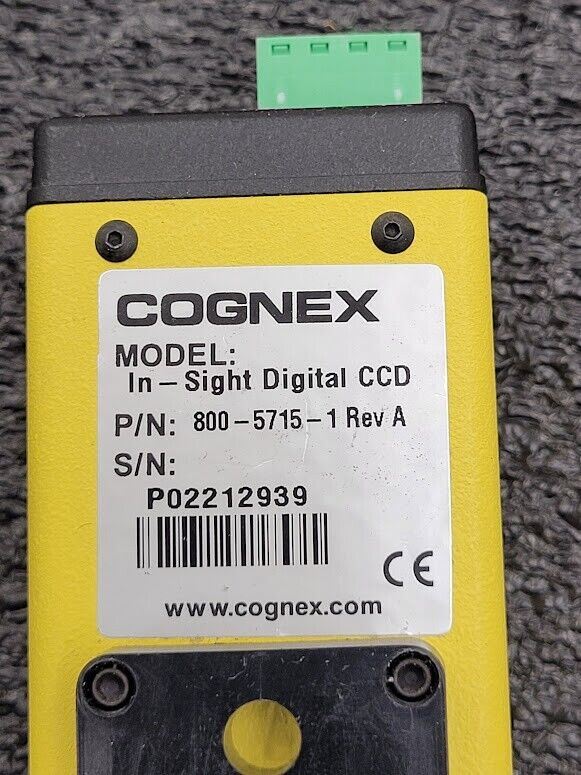 COGNEX
MODEL:
In-Sight Digital CCD
P/N: 800-5715-1 Rev A
S/N:
P02212939
CE
www.cognex.com